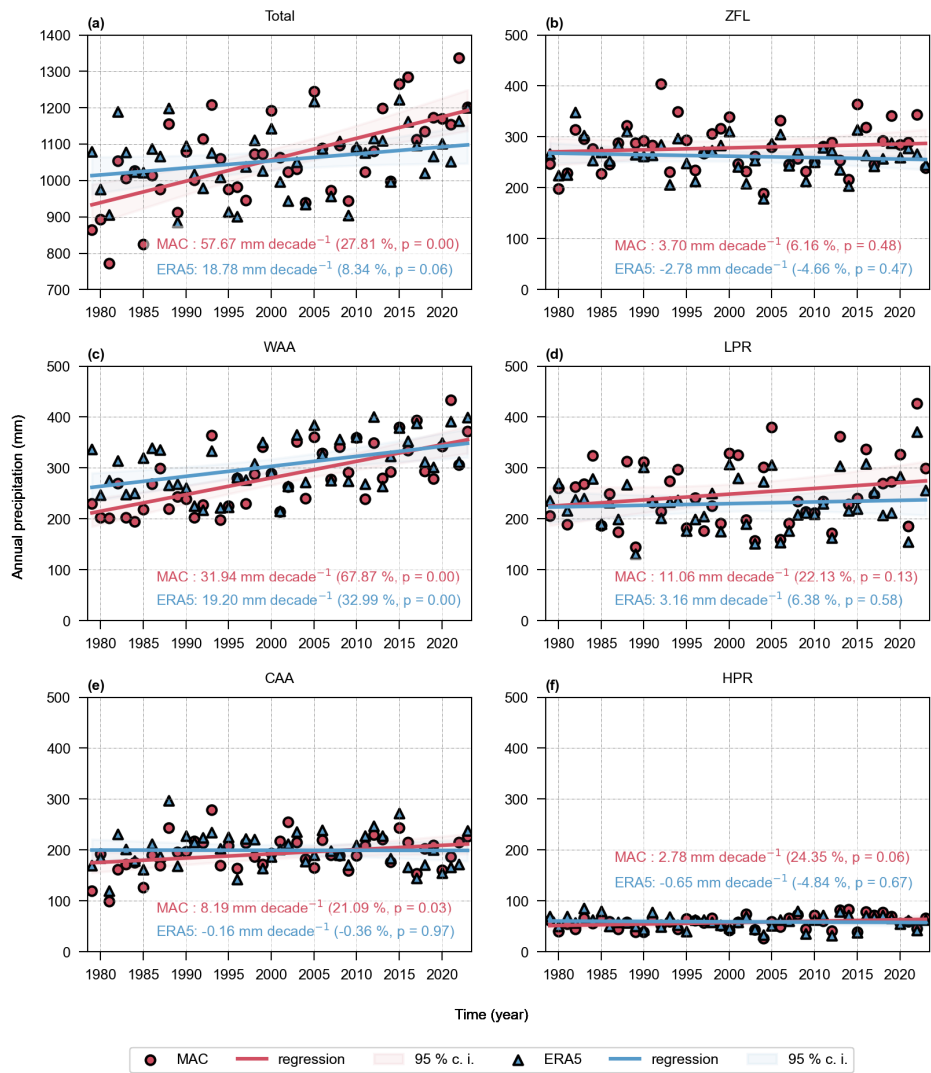 (a) Total
1400
1300
1200
1100
1000
900
800
700
MAC : 57.67 mm decade⁻¹ (27.81 %, p = 0.00)
ERA5: 18.78 mm decade⁻¹ (8.34 %, p = 0.06)
1980 1985 1990 1995 2000 2005 2010 2015 2020
(b) ZFL
500
400
300
200
100
0
MAC : 3.70 mm decade⁻¹ (6.16 %, p = 0.48)
ERA5: -2.78 mm decade⁻¹ (-4.66 %, p = 0.47)
1980 1985 1990 1995 2000 2005 2010 2015 2020
Annual precipitation (mm)
(c) WAA
500
400
300
200
100
0
MAC : 31.94 mm decade⁻¹ (67.87 %, p = 0.00)
ERA5: 19.20 mm decade⁻¹ (32.99 %, p = 0.00)
1980 1985 1990 1995 2000 2005 2010 2015 2020
(d) LPR
500
400
300
200
100
0
MAC : 11.06 mm decade⁻¹ (22.13 %, p = 0.13)
ERA5: 3.16 mm decade⁻¹ (6.38 %, p = 0.58)
1980 1985 1990 1995 2000 2005 2010 2015 2020
(e) CAA
500
400
300
200
100
0
MAC : 8.19 mm decade⁻¹ (21.09 %, p = 0.03)
ERA5: -0.16 mm decade⁻¹ (-0.36 %, p = 0.97)
1980 1985 1990 1995 2000 2005 2010 2015 2020
(f) HPR
500
400
300
200
100
0
MAC : 2.78 mm decade⁻¹ (24.35 %, p = 0.06)
ERA5: -0.65 mm decade⁻¹ (-4.84 %, p = 0.67)
1980 1985 1990 1995 2000 2005 2010 2015 2020
Time (year)
MAC regression 95 % c. i. ERA5 regression 95 % c. i.